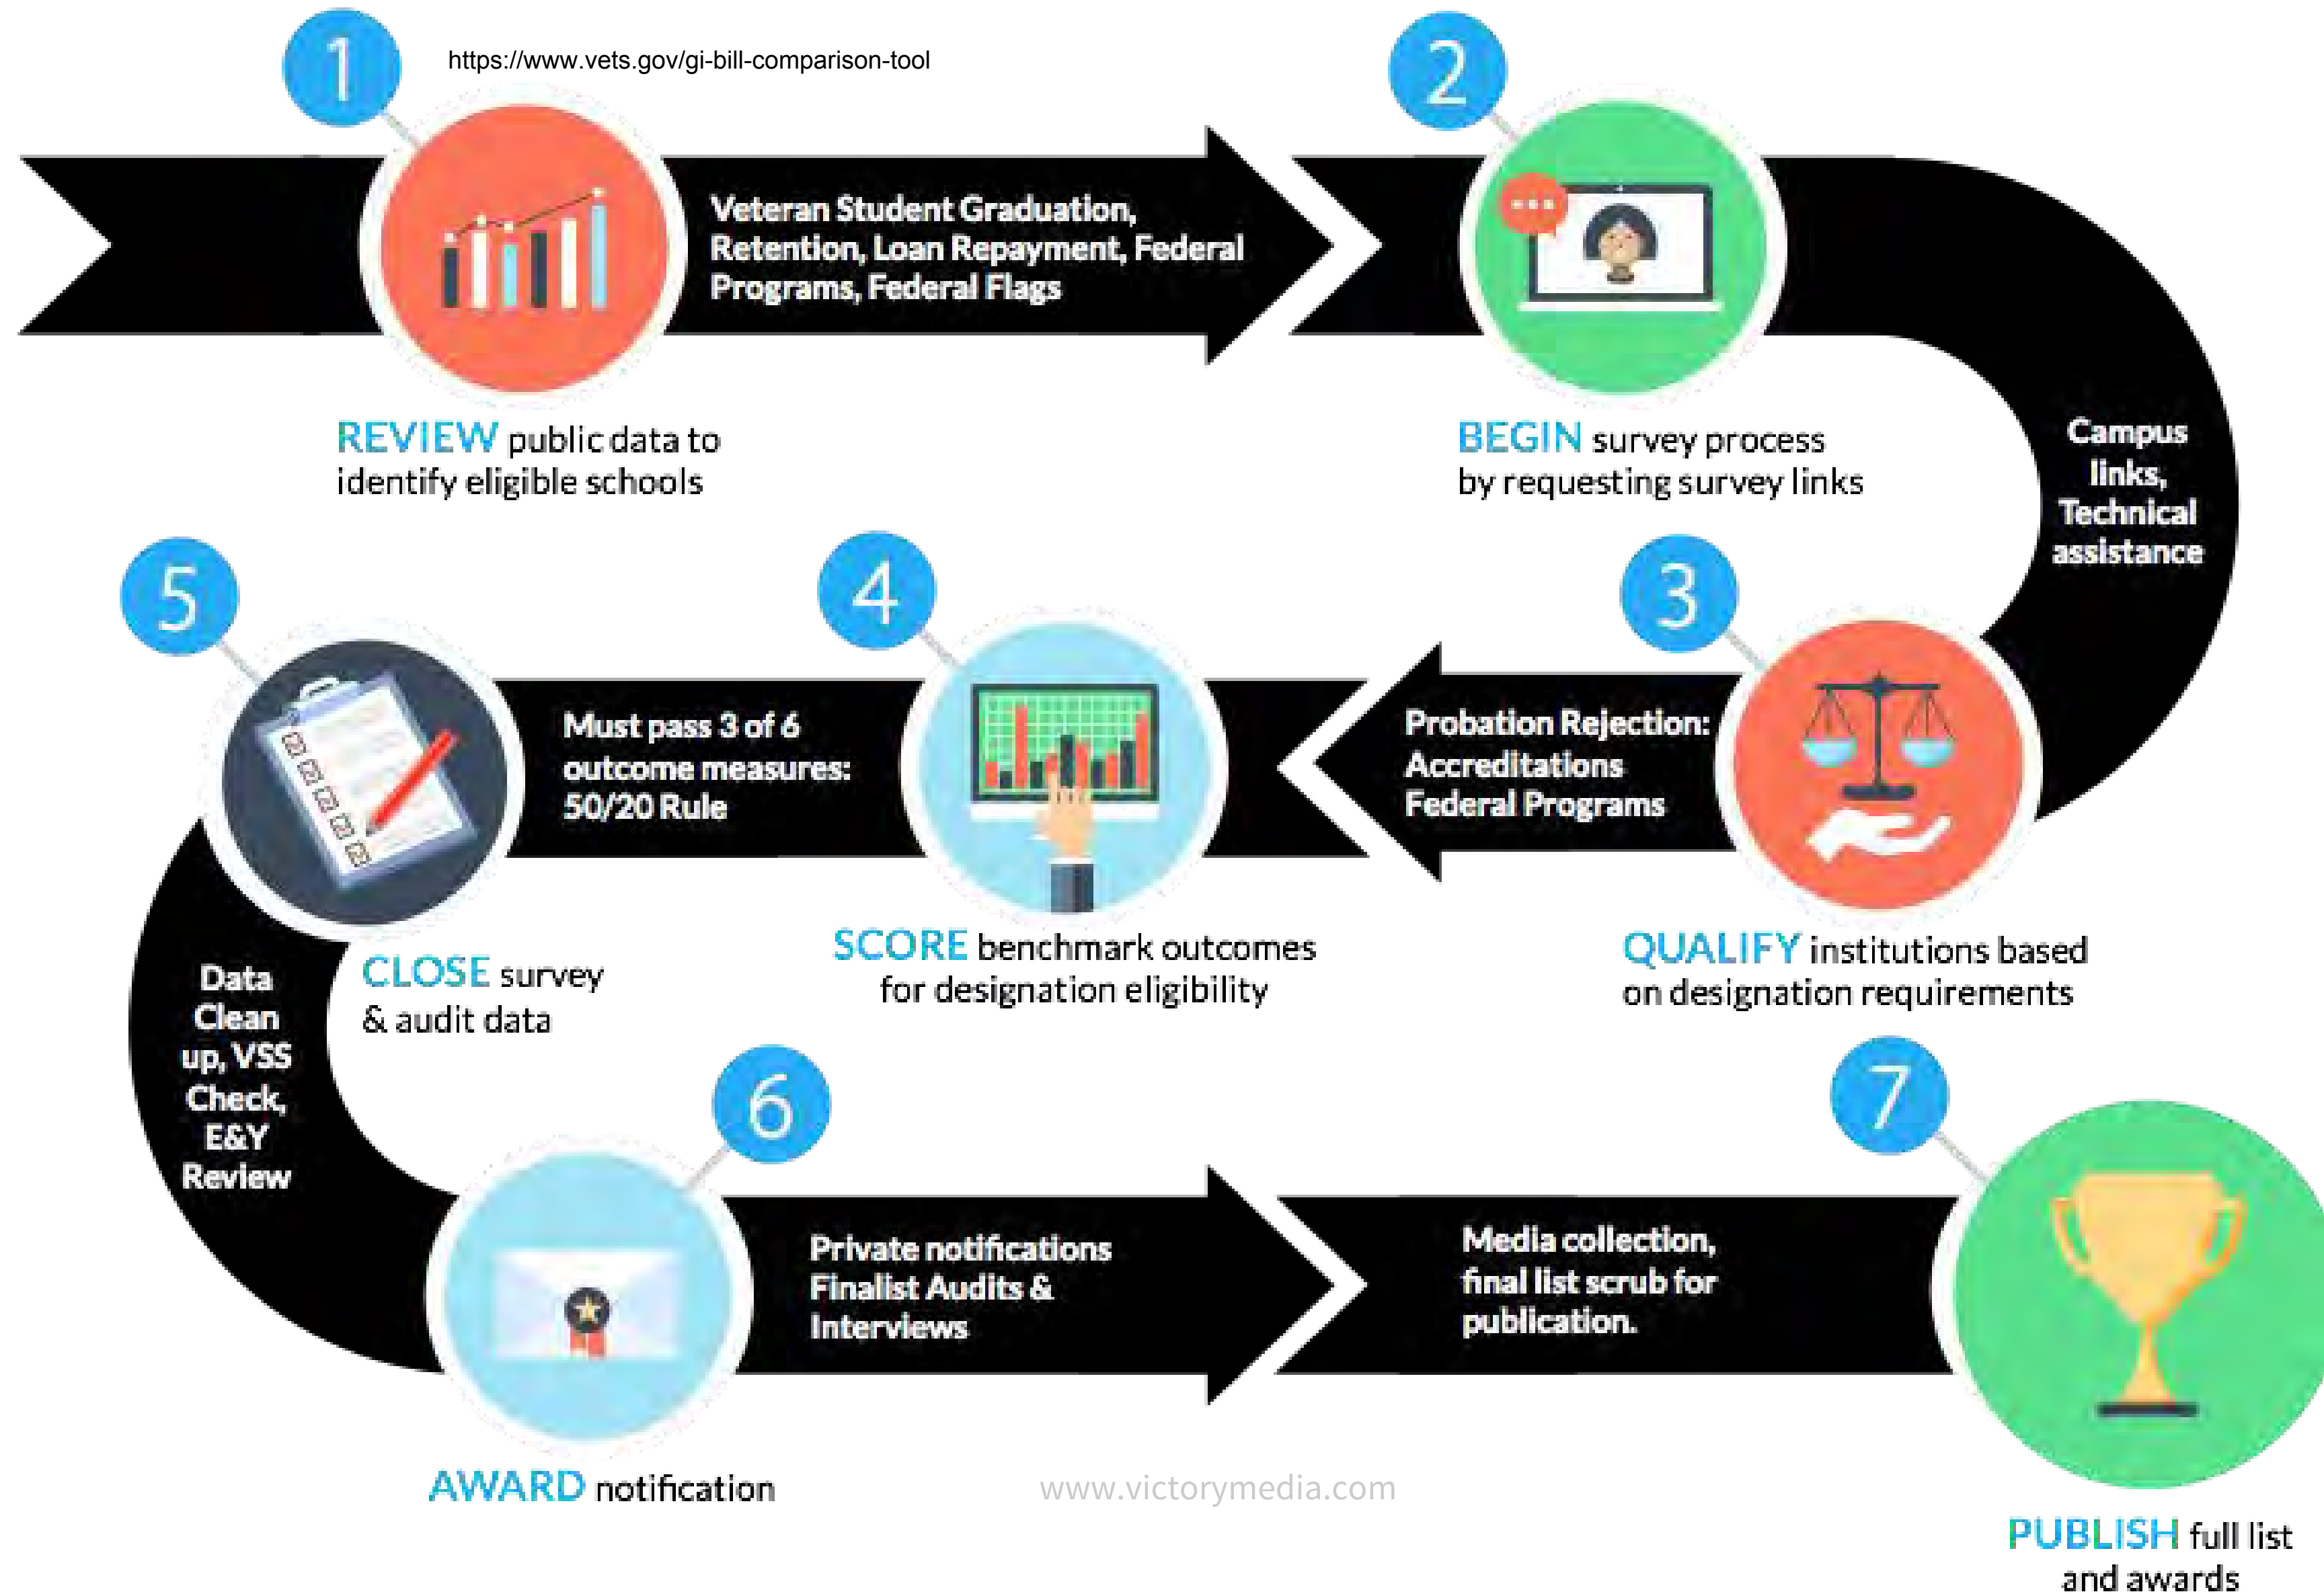 1
https://www.vets.gov/gi-bill-comparison-tool
Veteran Student Graduation,
Retention, Loan Repayment, Federal
Programs, Federal Flags
REVIEW public data to
identify eligible schools
2
BEGIN survey process
by requesting survey links
Campus
links,
Technical
assistance
3
Probation Rejection:
Accreditations
Federal Programs
QUALIFY institutions based
on designation requirements
4
SCORE benchmark outcomes
for designation eligibility
Must pass 3 of 6
outcome measures:
50/20 Rule
5
CLOSE survey
& audit data
Data
Clean
up, VSS
Check,
E&Y
Review
6
AWARD notification
Private notifications
Finalist Audits &
Interviews
Media collection,
final list scrub for
publication.
7
PUBLISH full list
and awards
www.victorymedia.com